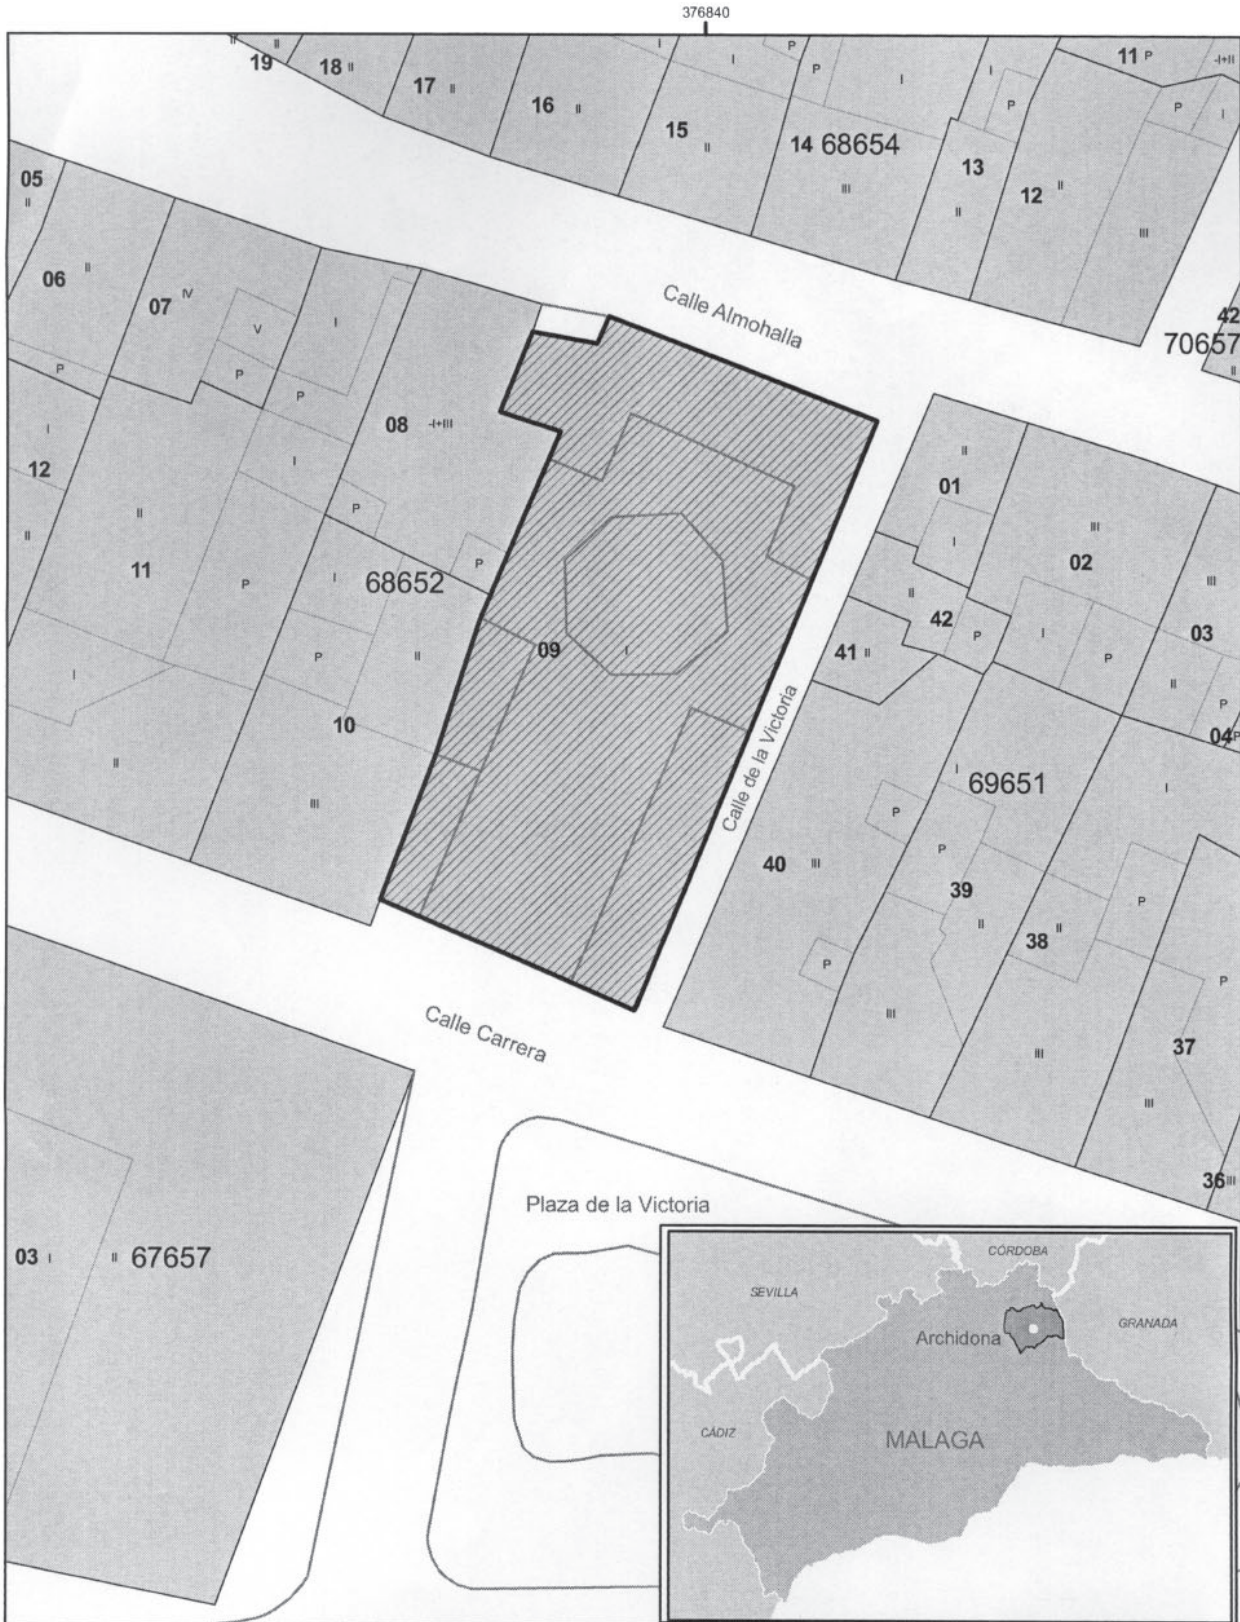 376840
II
II
19
18 II
17 II
16 II
I
I
P
15
II
P
I
14 68654
III
I
P
13
II
12 II
III
11 P
-I+II
P
I
42
70657
II
05
II
06 II
07 IV
V
P
I
P
P
Calle Almohalla
08 -I+III
I
12
II
II
11
I
P
P
P
68652
I
P
II
10
III
I
II
09 I
II
01
I
III
02
II
42
P
41 II
I
P
III
03
II
P
04 P
Calle de la Victoria
I
69651
I
P
P
40 III
39
II
P
III
38 II
III
P
P
37
III
36 III
Calle Carrera
Plaza de la Victoria
03 I II 67657
CÓRDOBA
SEVILLA
GRANADA
Archidona
CÁDIZ
MALAGA